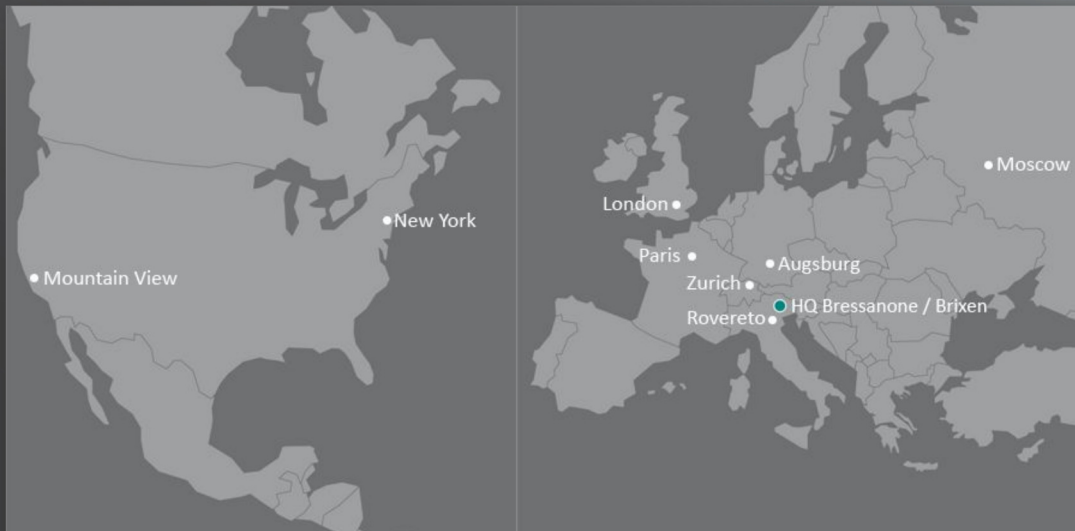 New York
Mountain View
Moscow
London
Paris
Augsburg
Zurich
HQ Bressanone / Brixen
Rovereto